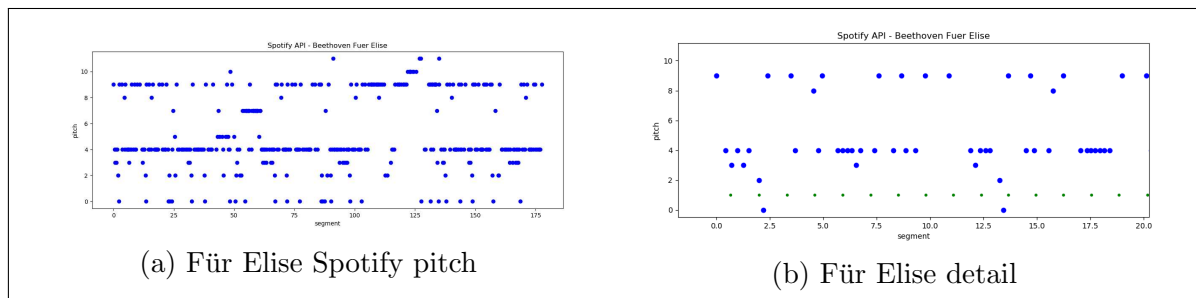 Spotify API - Beethoven Fuer Elise
10
8
6
4
2
0
pitch
0 25 50 75 100 125 150 175
segment
(a) Für Elise Spotify pitch
Spotify API - Beethoven Fuer Elise
10
8
6
4
2
0
pitch
0.0 2.5 5.0 7.5 10.0 12.5 15.0 17.5 20.0
segment
(b) Für Elise detail